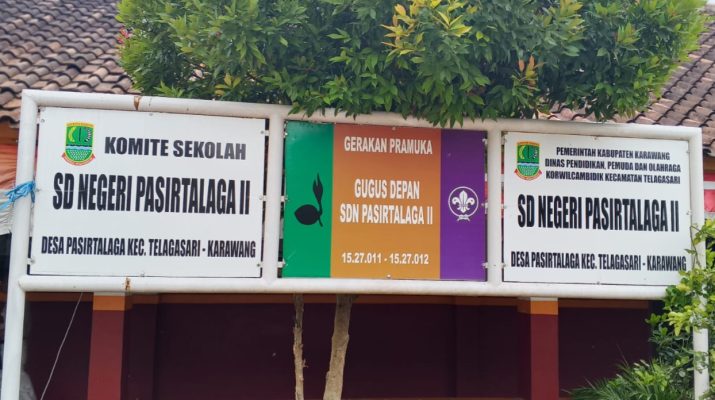 KOMITE SEKOLAH
SD NEGERI PASIRTALAGA II
DESA PASIRTALAGA KEC. TELAGASARI - KARAWANG
GERAKAN PRAMUKA
GUGUS DEPAN
SDN PASIRTALAGA II
15.27.011 - 15.27.012
PEMERINTAH KABUPATEN KARAWANG
DINAS PENDIDIKAN, PEMUDA DAN OLAHRAGA
KORWILCAMBIDIK KECAMATAN TELAGASARI
SD NEGERI PASIRTALAGA II
DESA PASIRTALAGA KEC. TELAGASARI - KARAWANG